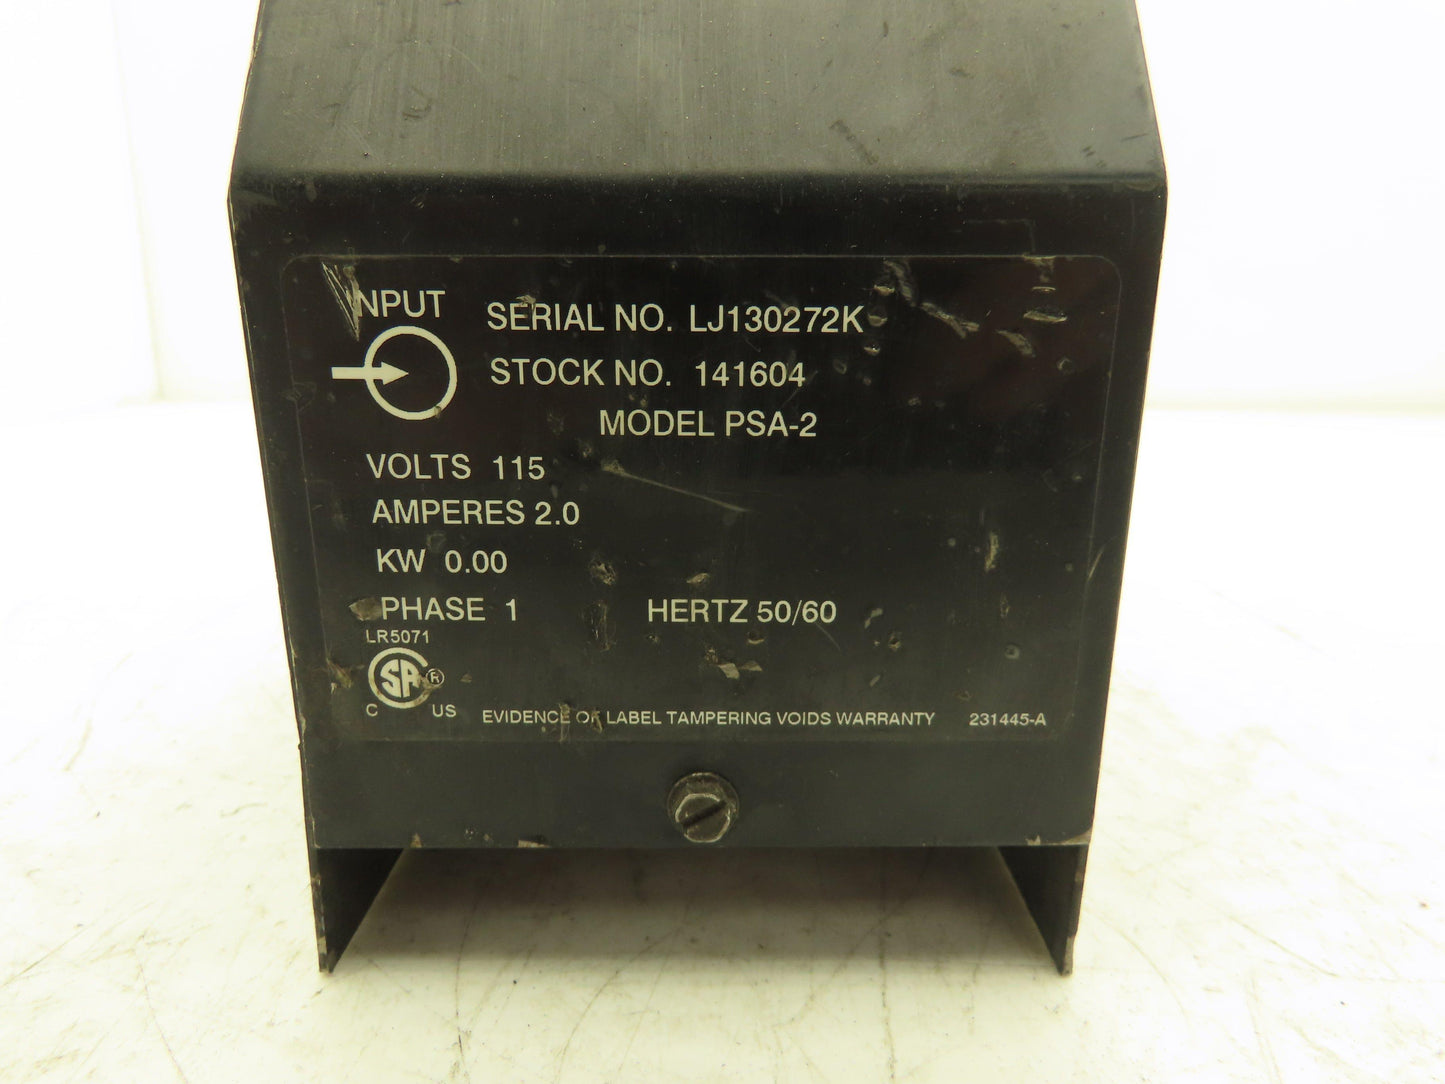 INPUT
SERIAL NO. LJ130272K
STOCK NO. 141604
MODEL PSA-2
VOLTS 115
AMPERES 2.0
KW 0.00
PHASE 1 HERTZ 50/60
LR5071
SA ®
C US
EVIDENCE OF LABEL TAMPERING VOIDS WARRANTY 231445-A